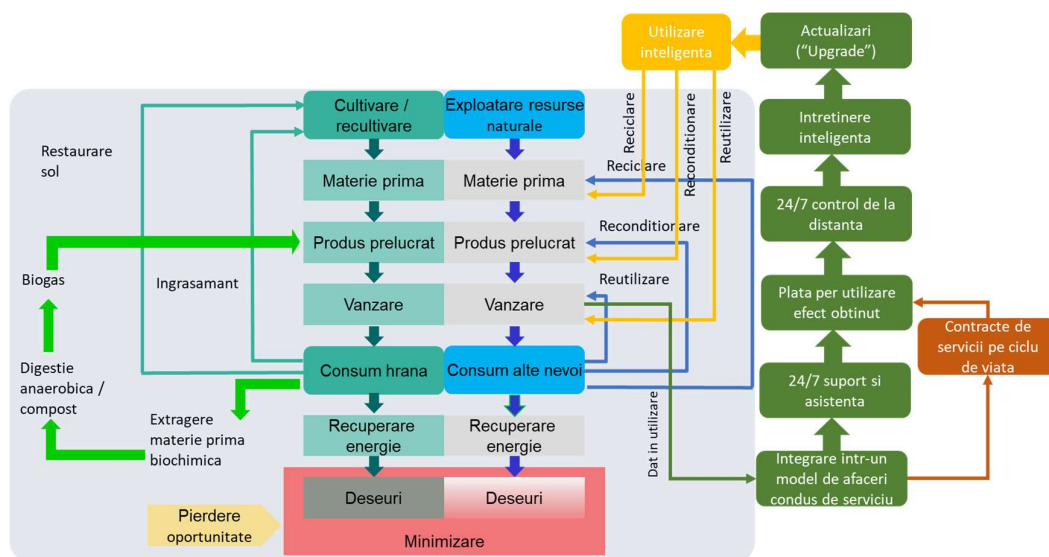 Utilizare
inteligenta
Actualizari
(“Upgrade”)
Cultivare /
recultivare
Exploatare resurse
naturale
Reciclare
Reconditionare
Reutilizare
Intretinere
inteligenta
Restaurare
sol
Materie prima
Materie prima
Reciclare
24/7 control de la
distanta
Produs prelucrat
Produs prelucrat
Reconditionare
Biogas
Ingrasamant
Vanzare
Vanzare
Reutilizare
Plata per utilizare
efect obtinut
Contracte de
servicii pe ciclu
de viata
Digestie
anaerobica /
compost
Consum hrana
Consum alte nevoi
24/7 suport si
asistenta
Extragere
materie prima
biochimica
Recuperare
energie
Recuperare
energie
Dat in utilizare
Integrare intr-un
model de afaceri
condus de serviciu
Deseuri
Deseuri
Pierdere
oportunitate
Minimizare